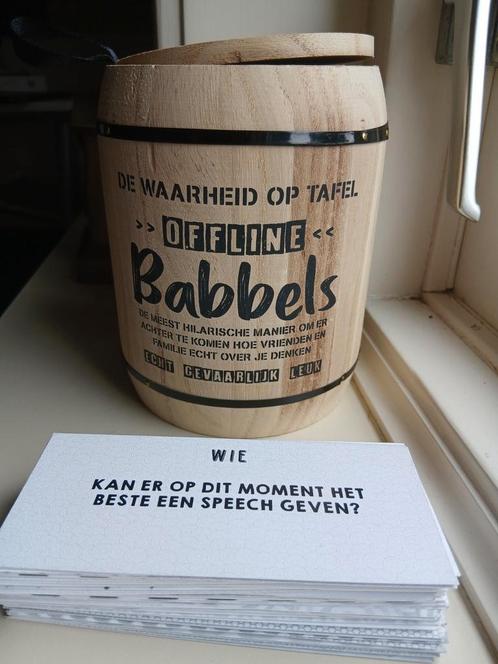 DE WAARHEID OP TAFEL
>> OFFLINE <<
Babbels
DE MEEST HILARISCHE MANIER OM ER
ACHTER TE KOMEN HOE VRIENDEN EN
FAMILIE ECHT OVER JE DENKEN
ECHT GEVAARLIJK LEUK
WIE
KAN ER OP DIT MOMENT HET
BESTE EEN SPEECH GEVEN?